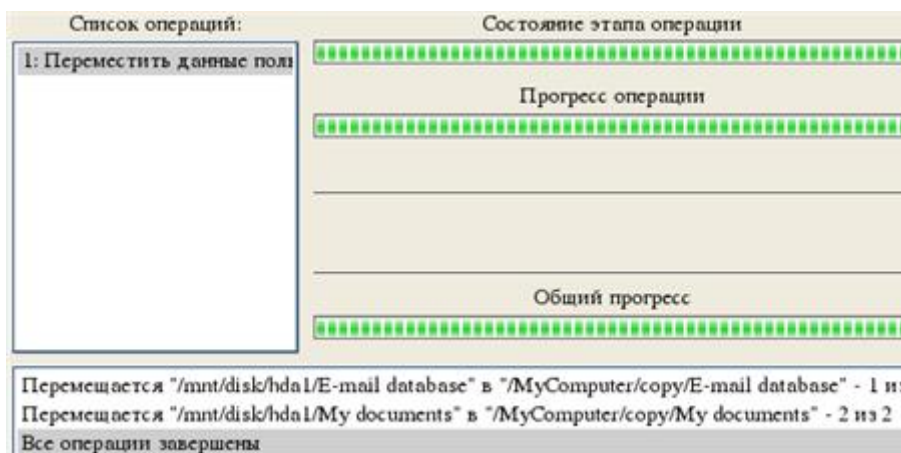 Список операций:
Состояние этапа операции
1: Переместить данные
Прогресс операции
Общий прогресс
Перемещается "/mnt/disk/hda1/E-mail database" в "/MyComputer/copy/E-mail database" - 1
Перемещается "/mnt/disk/hda1/My documents" в "/MyComputer/copy/My documents" - 2 из 2
Все операции завершены